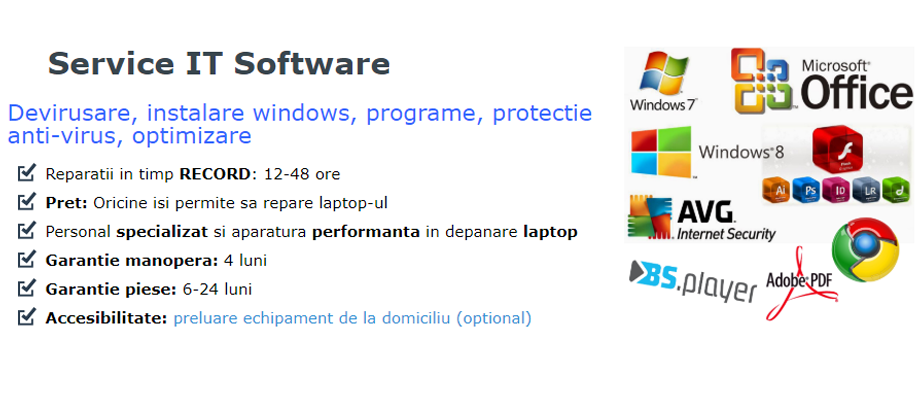 Service IT Software
Devirusare, instalare windows, programe, protectie
anti-virus, optimizare
Reparatii in timp RECORD: 12-48 ore
Pret: Oricine isi permite sa repare laptop-ul
Personal specializat si aparatura performanta in depanare laptop
Garantie manopera: 4 luni
Garantie piese: 6-24 luni
Accesibilitate: preluare echipament de la domiciliu (optional)
Windows 7
Microsoft®
Office
Windows®8
Ai Ps ID LR d
AVG.
Internet Security
BS.player
Adobe® PDF